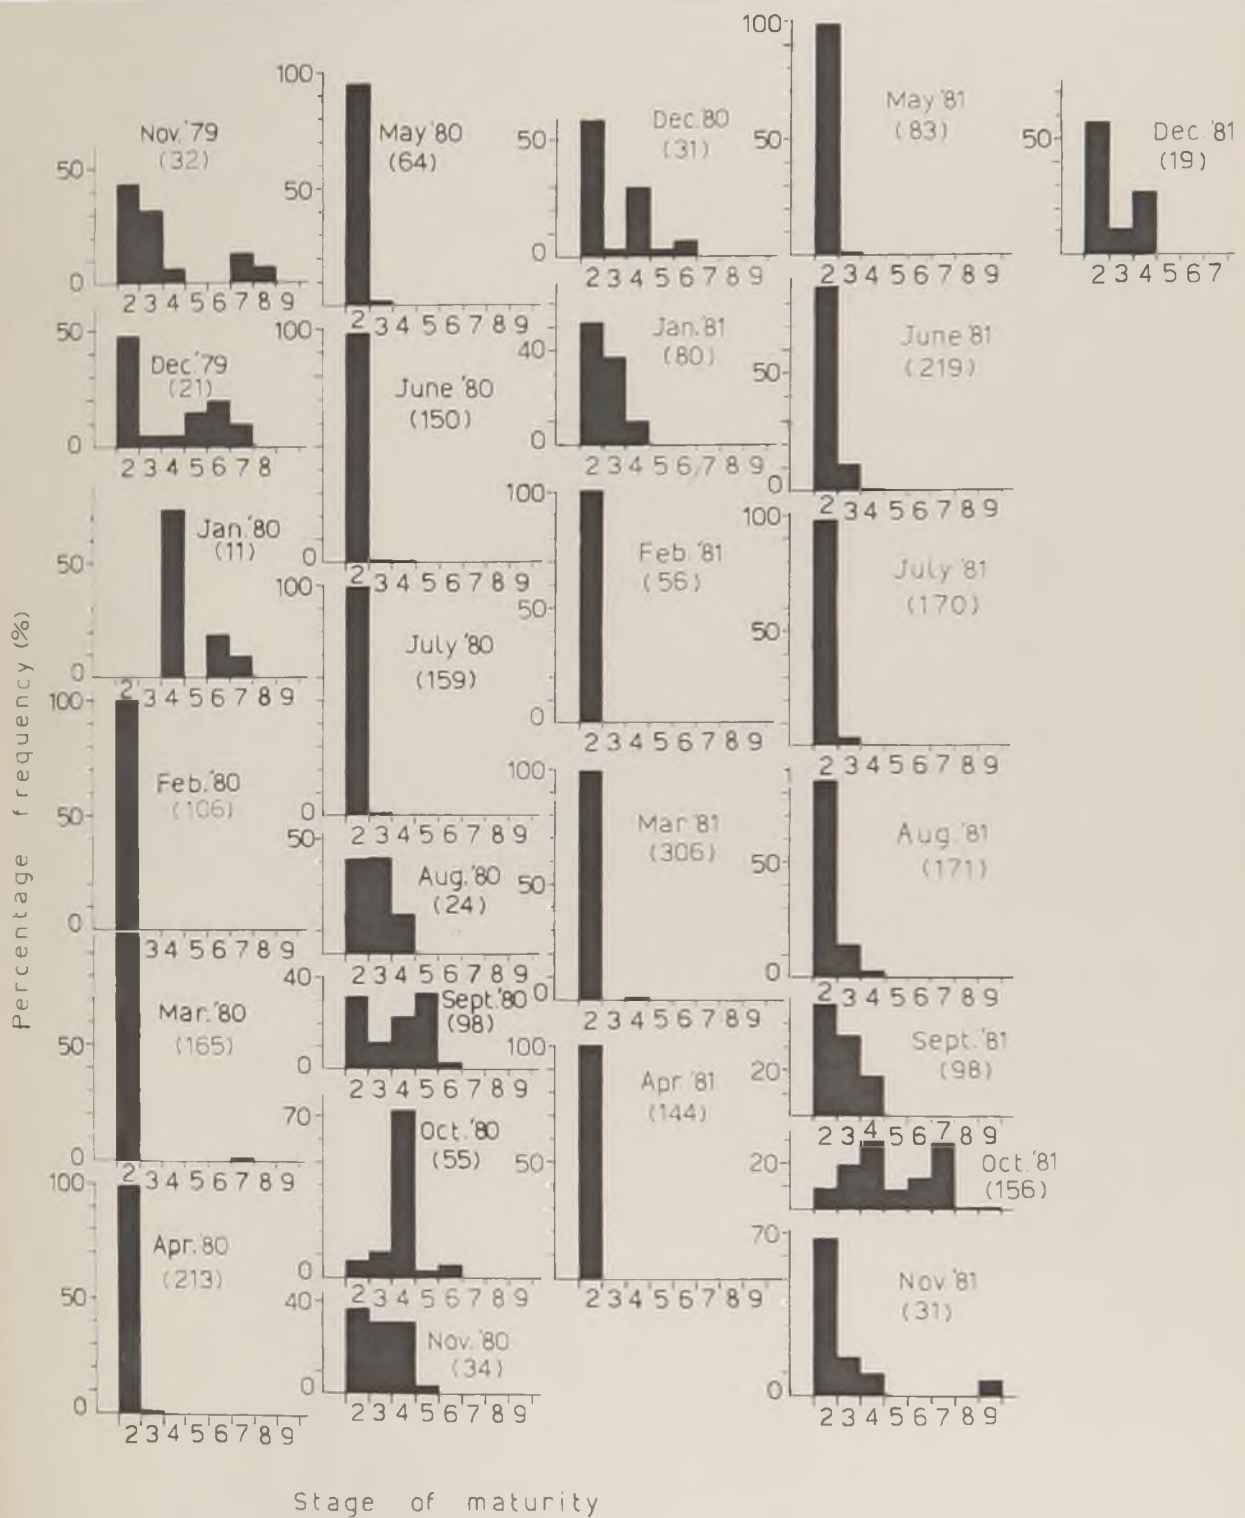 Percentage frequency (%)
Nov.'79
(32)
50
0
2 3 4 5 6 7 8 9
Dec.'79
(21)
50
0
2 3 4 5 6 7 8
Jan.'80
(11)
50
0
2 3 4 5 6 7 8 9
Feb.'80
(106)
100
50
0
3 4 5 6 7 8 9
Mar.'80
(165)
50
0
2 3 4 5 6 7 8 9
Apr.'80
(213)
100
50
0
2 3 4 5 6 7 8 9
May '80
(64)
100
50
2 3 4 5 6 7 8 9
June '80
(150)
100
0
2 3 4 5 6 7 8 9
July '80
(159)
100
0
2 3 4 5 6 7 8 9
Aug.'80
(24)
50
2 3 4 5 6 7 8 9
Sept.'80
(98)
40
0
2 3 4 5 6 7 8 9
Oct.'80
(55)
70
0
2 3 4 5 6 7 8 9
Nov.'80
(34)
40
0
2 3 4 5 6 7 8 9
Dec.'80
(31)
50
0
2 3 4 5 6 7 8 9
Jan.'81
(80)
40
0
2 3 4 5 6 7 8 9
Feb.'81
(56)
100
50
0
2 3 4 5 6 7 8 9
Mar.'81
(306)
100
50
0
2 3 4 5 6 7 8 9
Apr.'81
(144)
100
50
2 3 4 5 6 7 8 9
May '81
(83)
100
50
2 3 4 5 6 7 8 9
June '81
(219)
50
0
2 3 4 5 6 7 8 9
July '81
(170)
100
50
2 3 4 5 6 7 8 9
Aug.'81
(171)
50
0
2 3 4 5 6 7 8 9
Sept.'81
(98)
20
2 3 4 5 6 7 8 9
Oct.'81
(156)
20
Nov.'81
(31)
70
0
2 3 4 5 6 7 8 9
Dec.'81
(19)
50
2 3 4 5 6 7
Stage of maturity